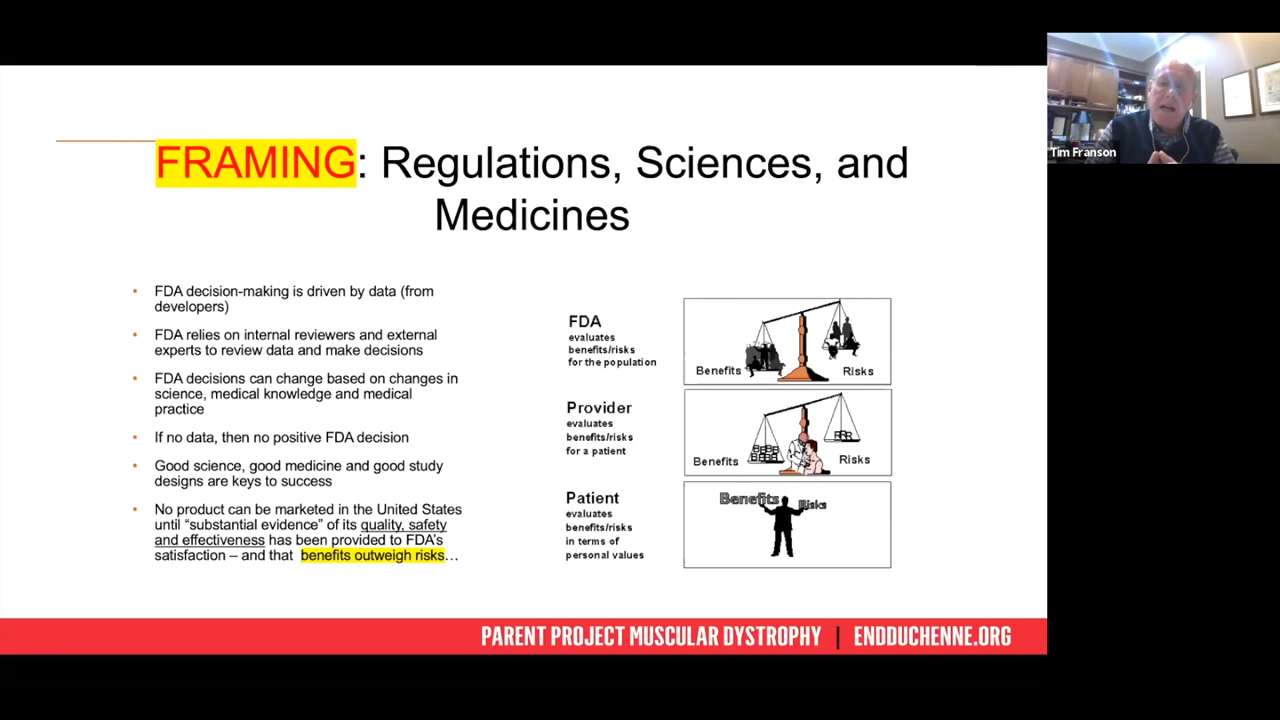 Tim Franson
FRAMING: Regulations, Sciences, and
Medicines
• FDA decision-making is driven by data (from
developers)
• FDA relies on internal reviewers and external
experts to review data and make decisions
• FDA decisions can change based on changes in
science, medical knowledge and medical
practice
• If no data, then no positive FDA decision
• Good science, good medicine and good study
designs are keys to success
• No product can be marketed in the United States
until “substantial evidence” of its quality, safety
and effectiveness has been provided to FDA’s
satisfaction – and that benefits outweigh risks…
FDA
evaluates
benefits/risks
for the population
Benefits
Risks
Provider
evaluates
benefits/risks
for a patient
Benefits
Risks
Patient
evaluates
benefits/risks
in terms of
personal values
Benefits
Risks
PARENT PROJECT MUSCULAR DYSTROPHY | ENDDUCHENNE.ORG